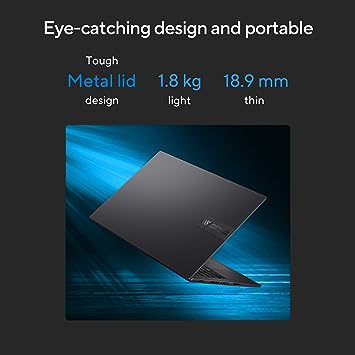 Eye-catching design and portable
Tough
Metal lid
design
1.8 kg
light
18.9 mm
thin